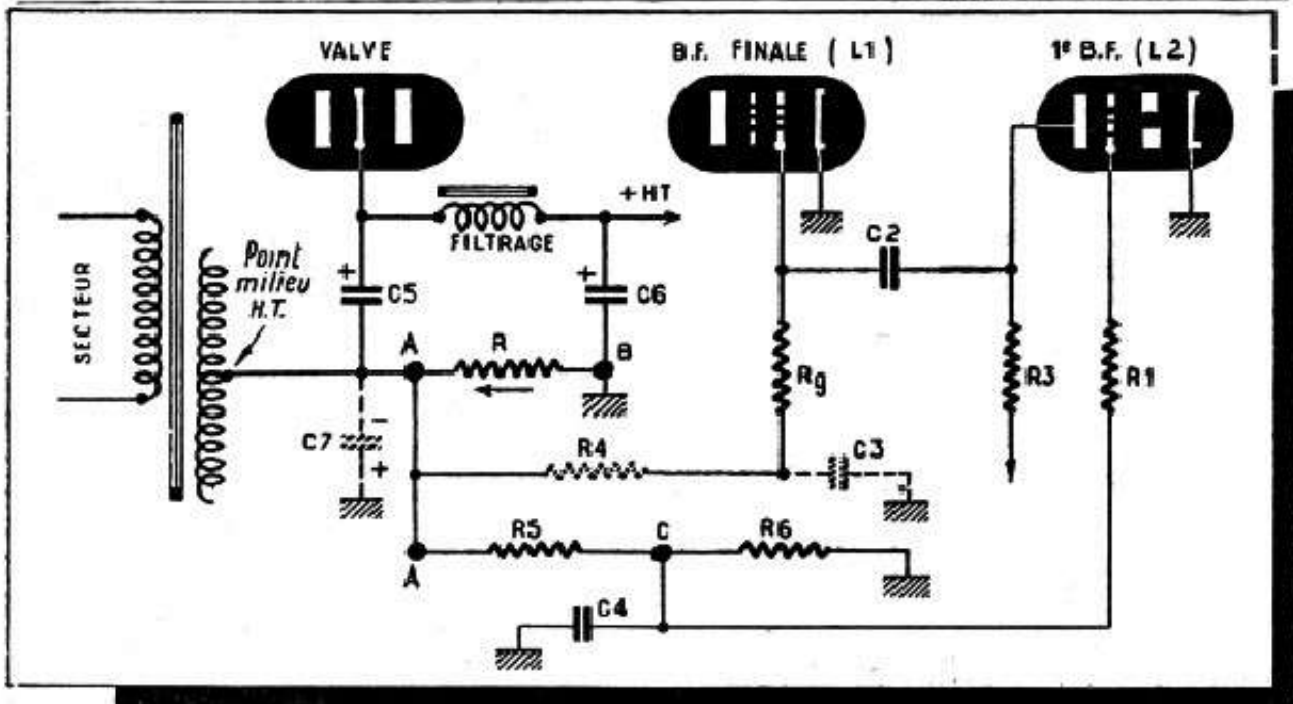 VALVE
B.F. FINALE ( L1 )
1e B.F. ( L2 )
+ HT
FILTRAGE
C2
Point
milieu
H.T.
SECTEUR
+
C5
+
C6
A
R
B
Rg
R3
R1
C7
-
+
R4
C3
R5
C
R6
A
C4